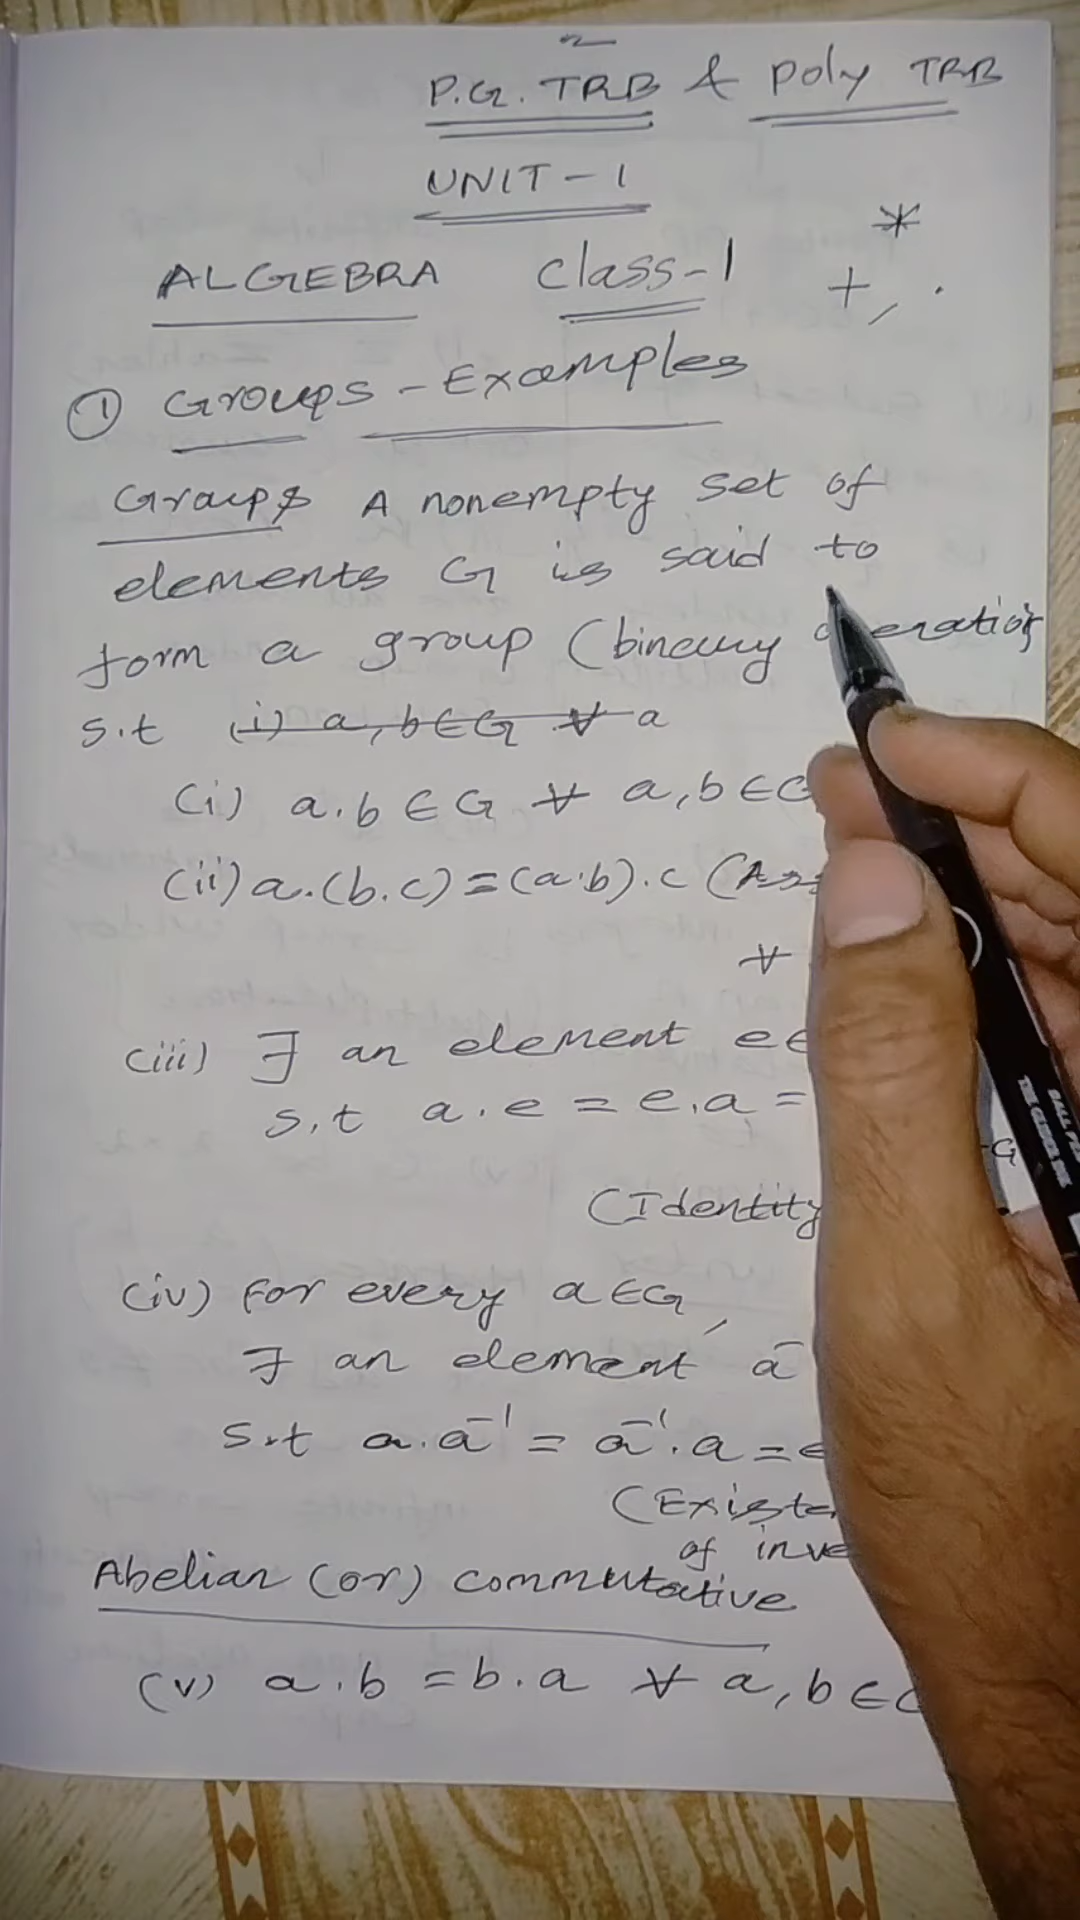 P.G. TRB & Poly TRB
UNIT - 1
*
ALGEBRA Class-1 +, .
① Groups - Examples
Groups A nonempty set of
elements G is said to
form a group (binary
s.t (i) a, b ∈ G ∀ a
(i) a.b ∈ G ∀ a, b ∈ G
(ii) a.(b.c) = (a.b).c
∀
(iii) ∃ an element e ∈
s.t a.e = e.a =
G
(Identity
(iv) For every a ∈ G,
∃ an element a⁻
s.t a.a⁻¹ = a⁻¹.a = e
of
Abelian (or) commutative
(v) a.b = b.a ∀ a, b ∈ G